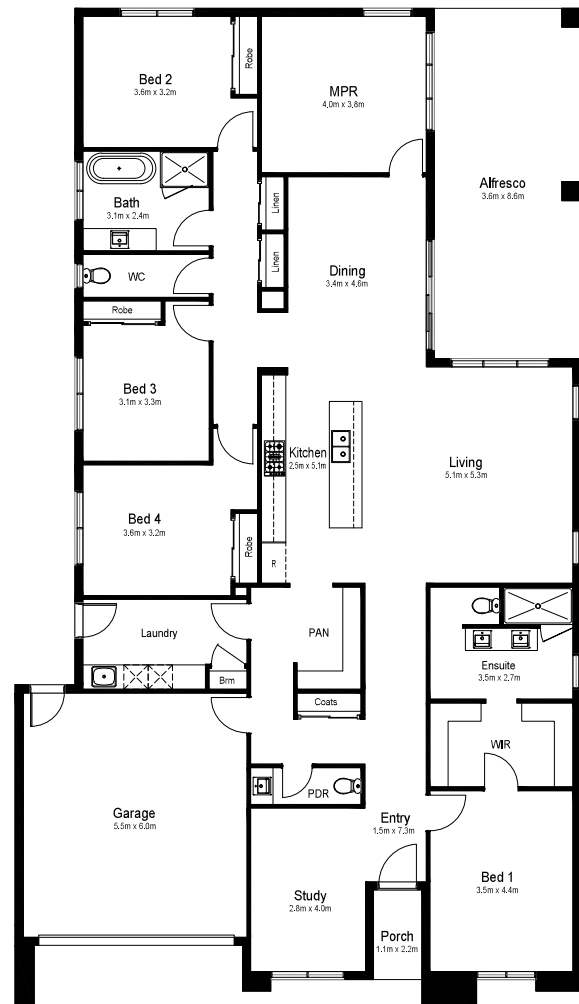 Bed 2
3.6m x 3.2m
Robe
MPR
4.0m x 3.8m
Alfresco
3.6m x 8.6m
Bath
3.1m x 2.4m
Linen
Linen
WC
Dining
3.4m x 4.6m
Robe
Bed 3
3.1m x 3.3m
Kitchen
2.5m x 5.1m
Living
5.1m x 5.3m
Bed 4
3.6m x 3.2m
Robe
R
Laundry
PAN
Brm
Ensuite
3.5m x 2.7m
Coats
WIR
PDR
Garage
5.5m x 6.0m
Entry
1.5m x 7.3m
Study
2.8m x 4.0m
Bed 1
3.5m x 4.4m
Porch
1.1m x 2.2m